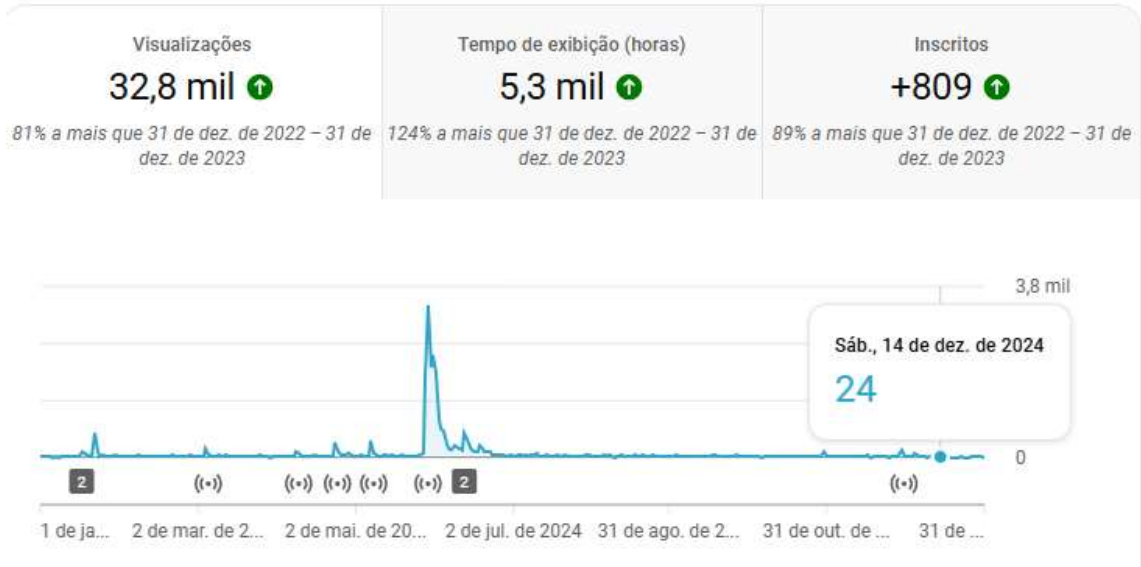 Visualizações
32,8 mil
81% a mais que 31 de dez. de 2022 – 31 de
dez. de 2023
Tempo de exibição (horas)
5,3 mil
124% a mais que 31 de dez. de 2022 – 31 de
dez. de 2023
Inscritos
+809
89% a mais que 31 de dez. de 2022 – 31 de
dez. de 2023
3,8 mil
Sáb., 14 de dez. de 2024
24
0
2
2
1 de ja... 2 de mar. de 2... 2 de mai. de 20... 2 de jul. de 2024 31 de ago. de 2... 31 de out. de ... 31 de ...